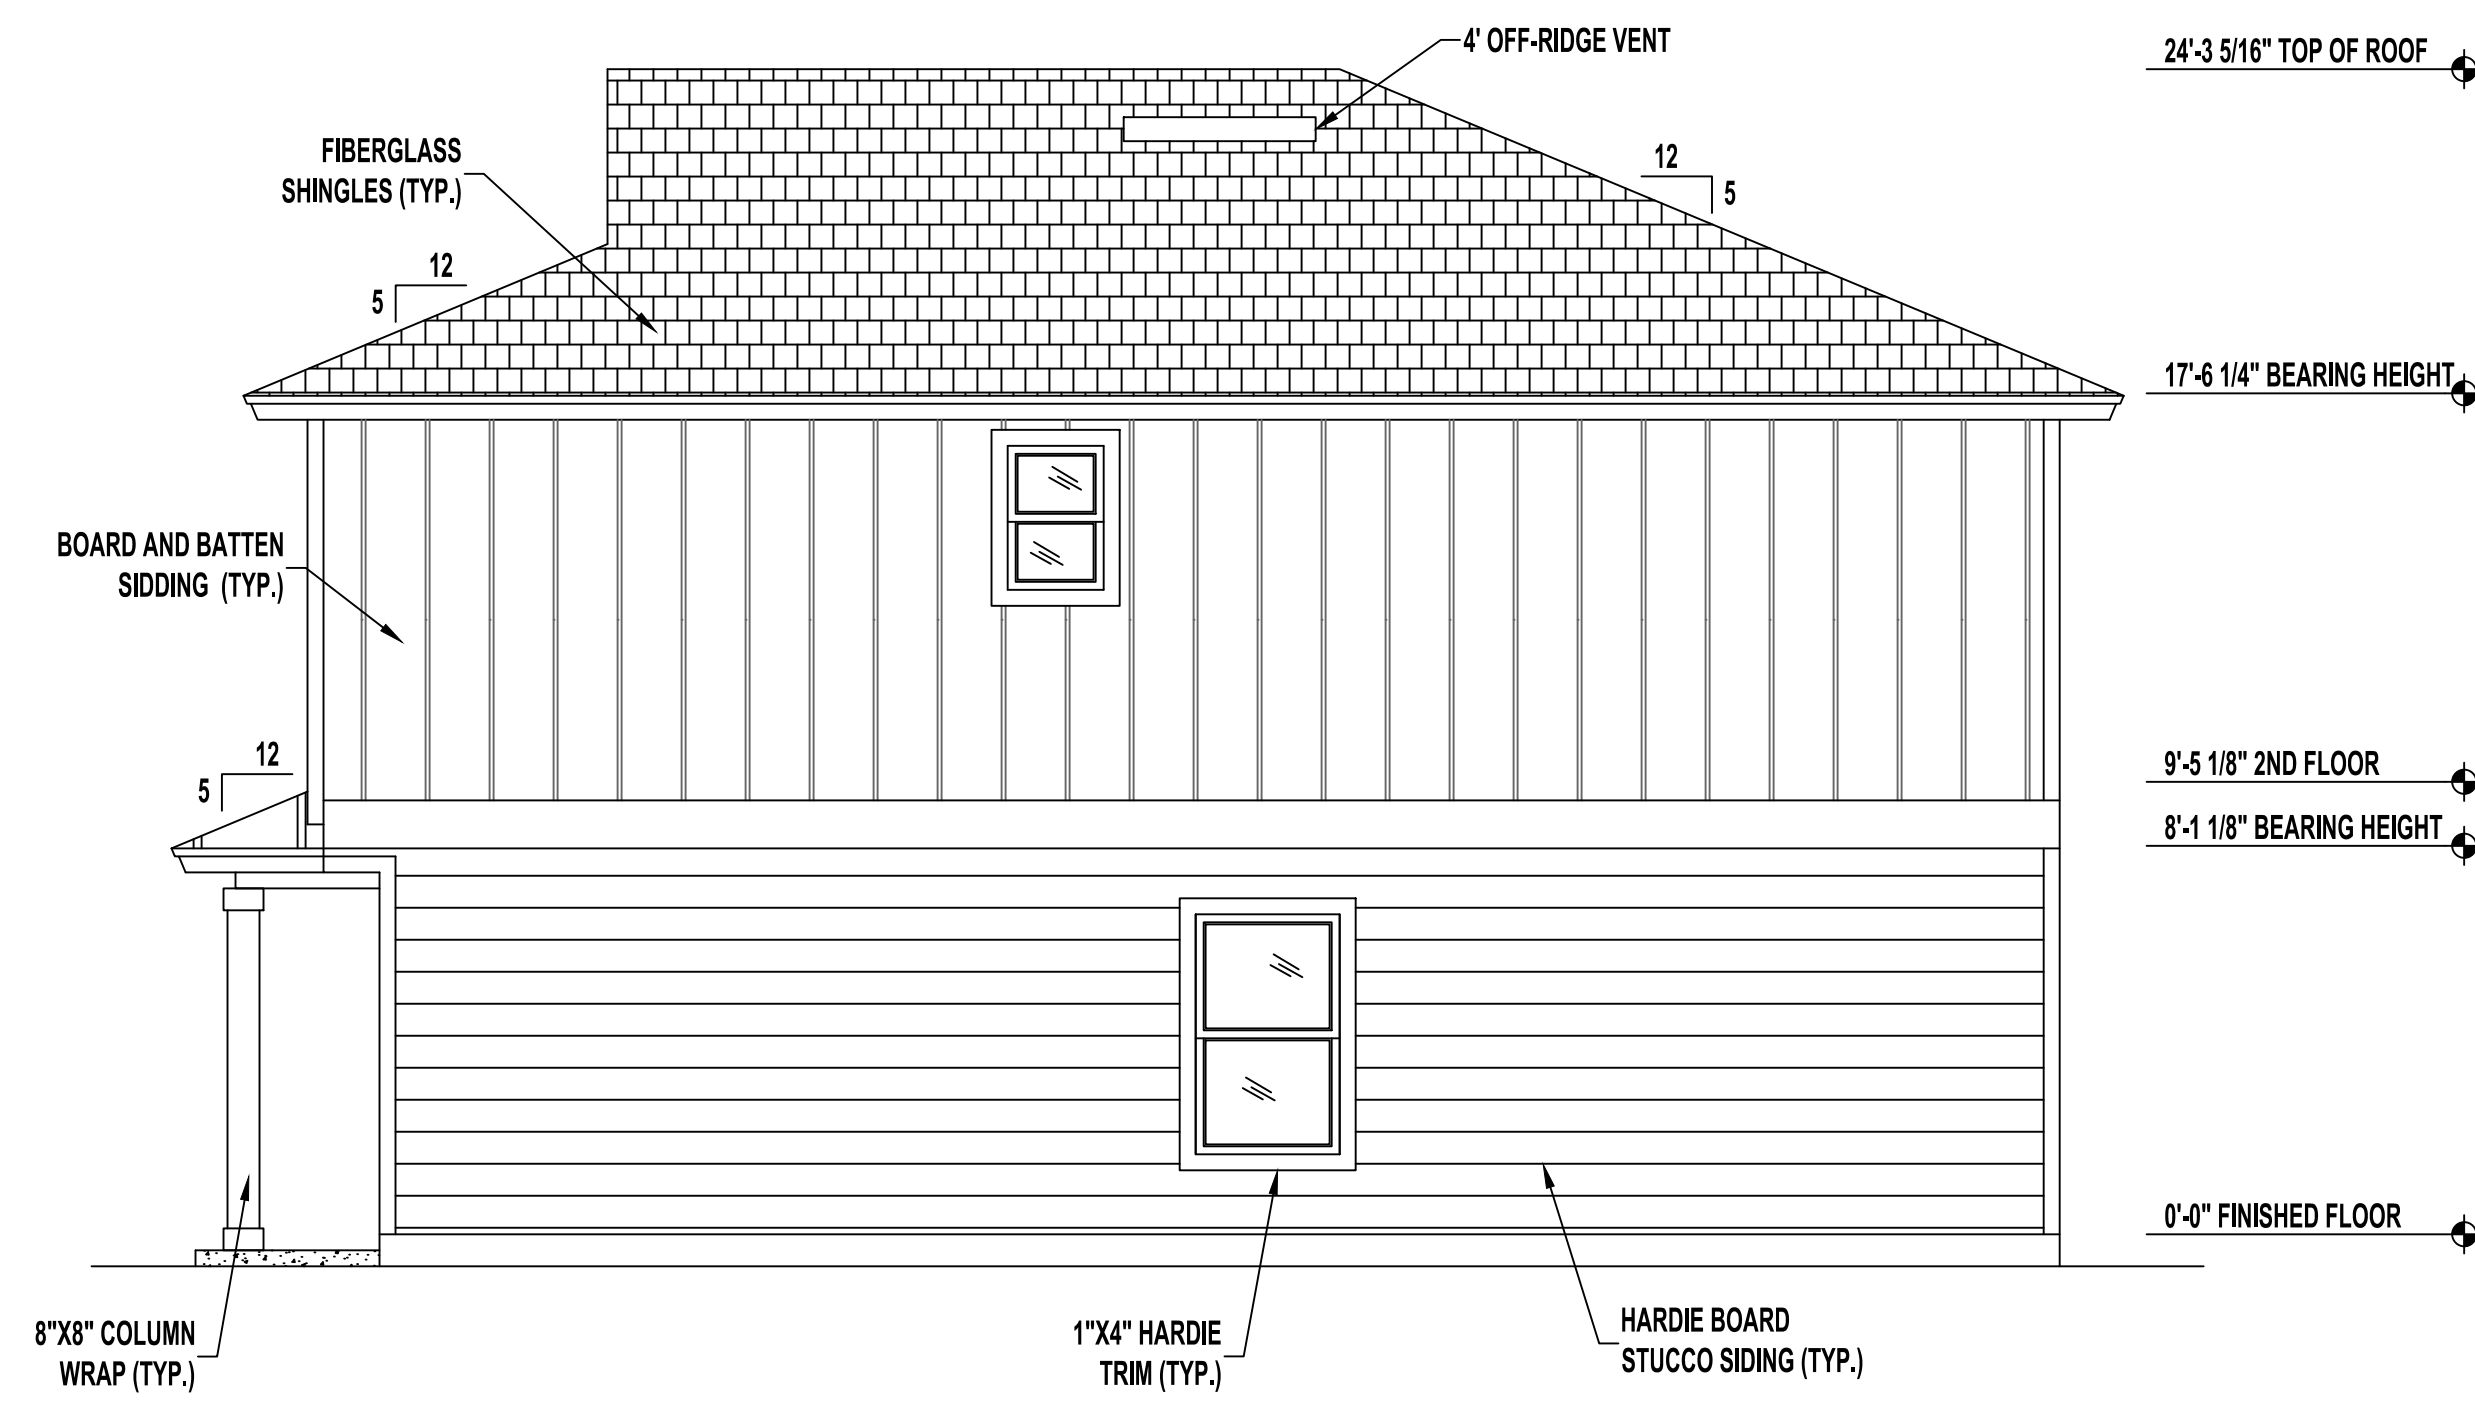 4' OFF-RIDGE VENT
24'-3 5/16" TOP OF ROOF
FIBERGLASS
SHINGLES (TYP.)
12
5
12
5
17'-6 1/4" BEARING HEIGHT
BOARD AND BATTEN
SIDDING (TYP.)
12
5
9'-5 1/8" 2ND FLOOR
8'-1 1/8" BEARING HEIGHT
0'-0" FINISHED FLOOR
8"X8" COLUMN
WRAP (TYP.)
1"X4" HARDIE
TRIM (TYP.)
HARDIE BOARD
STUCCO SIDING (TYP.)